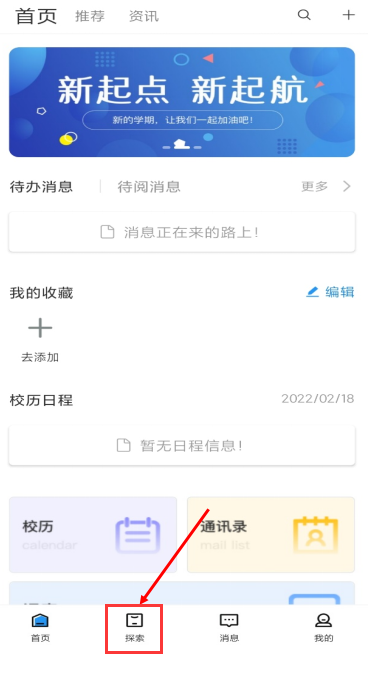 首页 推荐 资讯
新起点 新起航
新的学期，让我们一起加油吧！
待办消息 待阅消息 更多
消息正在来的路上！
我的收藏 编辑
去添加
校历日程 2022/02/18
暂无日程信息！
校历 通讯录
calendar mail list
首页 探索 消息 我的